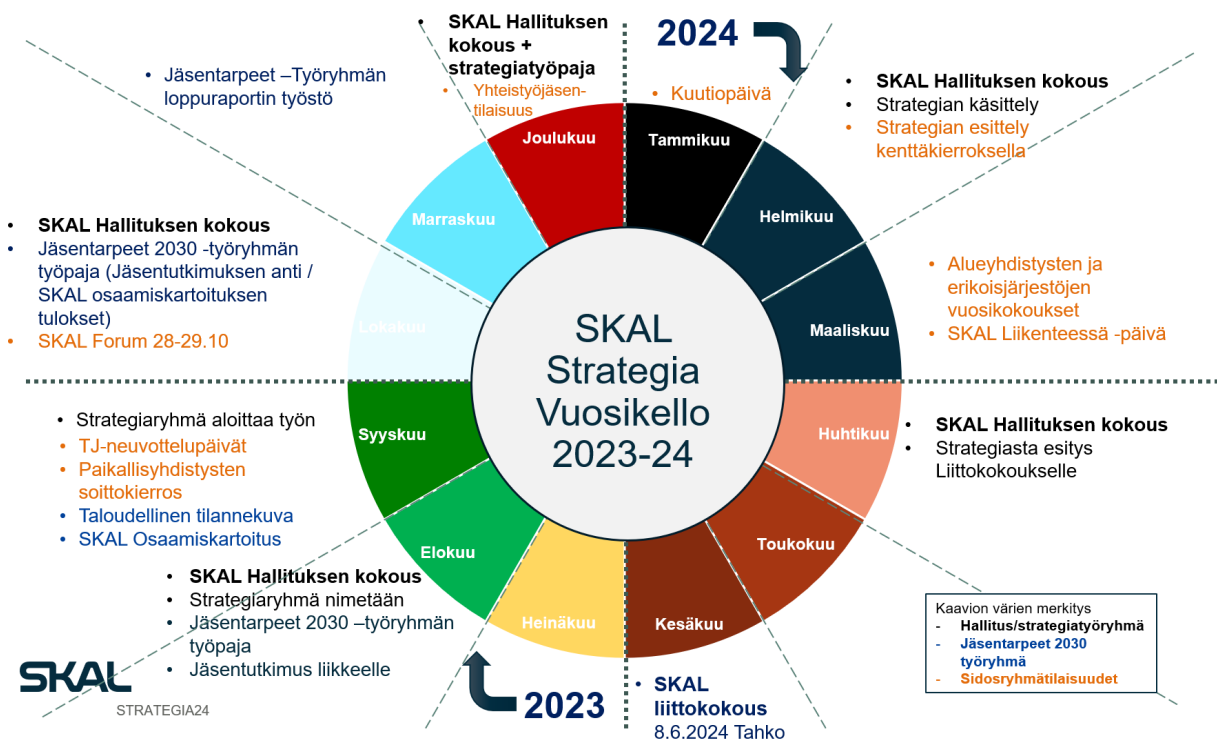 2024
• SKAL Hallituksen
kokous +
strategiatyöpaja
• Yhteistyöjäsen-
tilaisuus
• Kuutiopäivä
• Jäsentarpeet –Työryhmän
loppuraportin työstö
• SKAL Hallituksen kokous
• Strategian käsittely
• Strategian esittely
kenttäkierroksella
Joulukuu
Tammikuu
Marraskuu
Helmikuu
• SKAL Hallituksen kokous
• Jäsentarpeet 2030 -työryhmän
työpaja (Jäsentutkimuksen anti /
SKAL osaamiskartoituksen
tulokset)
• SKAL Forum 28-29.10
Lokakuu
Maaliskuu
• Alueyhdistysten ja
erikoisjärjestöjen
vuosikokoukset
• SKAL Liikenteessä -päivä
SKAL
Strategia
Vuosikello
2023-24
• Strategiaryhmä aloittaa työn
• TJ-neuvottelupäivät
• Paikallisyhdistysten
soittokierros
• Taloudellinen tilannekuva
• SKAL Osaamiskartoitus
Syyskuu
Huhtikuu
• SKAL Hallituksen kokous
• Strategiasta esitys
Liittokokoukselle
Elokuu
Toukokuu
• SKAL Hallituksen kokous
• Strategiaryhmä nimetään
• Jäsentarpeet 2030 –työryhmän
työpaja
• Jäsentutkimus liikkeelle
Heinäkuu
Kesäkuu
2023
• SKAL
liittokokous
8.6.2024 Tahko
Kaavion värien merkitys
- Hallitus/strategiatyöryhmä
- Jäsentarpeet 2030
työryhmä
- Sidosryhmätilaisuudet
SKAL
STRATEGIA24